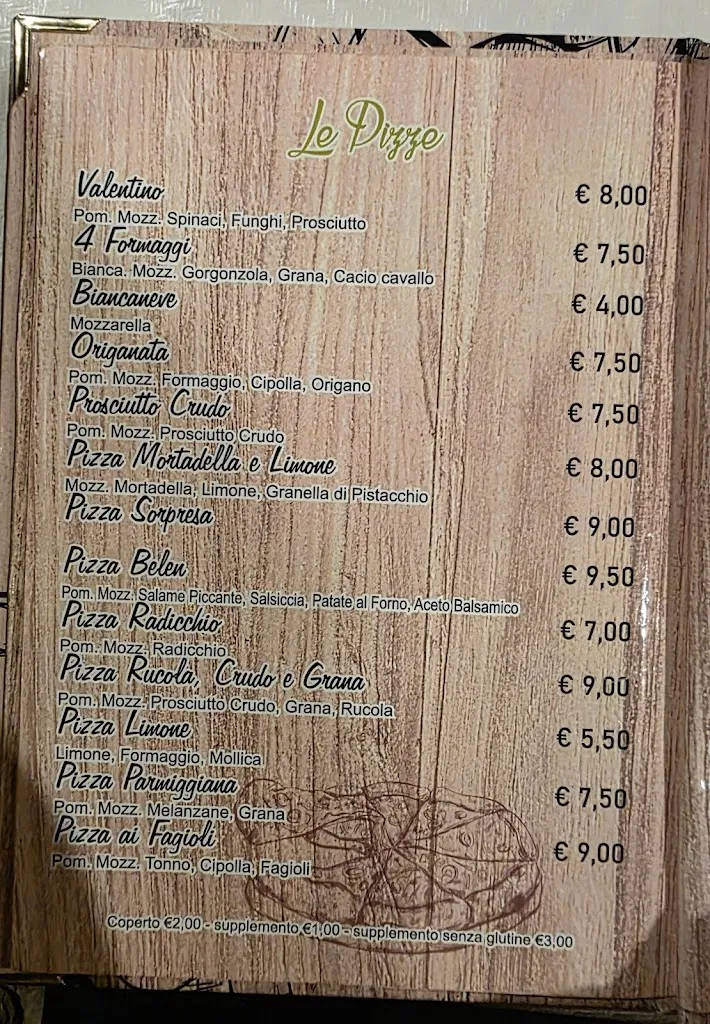 Le Pizze
Valentino € 8,00
Pom. Mozz. Spinaci, Funghi, Prosciutto
4 Formaggi € 7,50
Bianca. Mozz. Gorgonzola, Grana, Cacio cavallo
Biancaneve € 4,00
Mozzarella
Origanata € 7,50
Pom. Mozz. Formaggio, Cipolla, Origano
Prosciutto Crudo € 7,50
Pom. Mozz. Prosciutto Crudo
Pizza Mortadella e Limone € 8,00
Mozz. Mortadella, Limone, Granella di Pistacchio
Pizza Sorpresa € 9,00
Pizza Belen € 9,50
Pom. Mozz. Salame Piccante, Salsiccia, Patate al Forno, Aceto Balsamico
Pizza Radicchio € 7,00
Pom. Mozz. Radicchio
Pizza Rucola, Crudo e Grana € 9,00
Pom. Mozz. Prosciutto Crudo, Grana, Rucola
Pizza Limone € 5,50
Limone, Formaggio, Mollica
Pizza Parmiggiana € 7,50
Pom. Mozz. Melanzane, Grana
Pizza ai Fagioli € 9,00
Pom. Mozz. Tonno, Cipolla, Fagioli
Coperto €2,00 - supplemento €1,00 - supplemento senza glutine €3,00